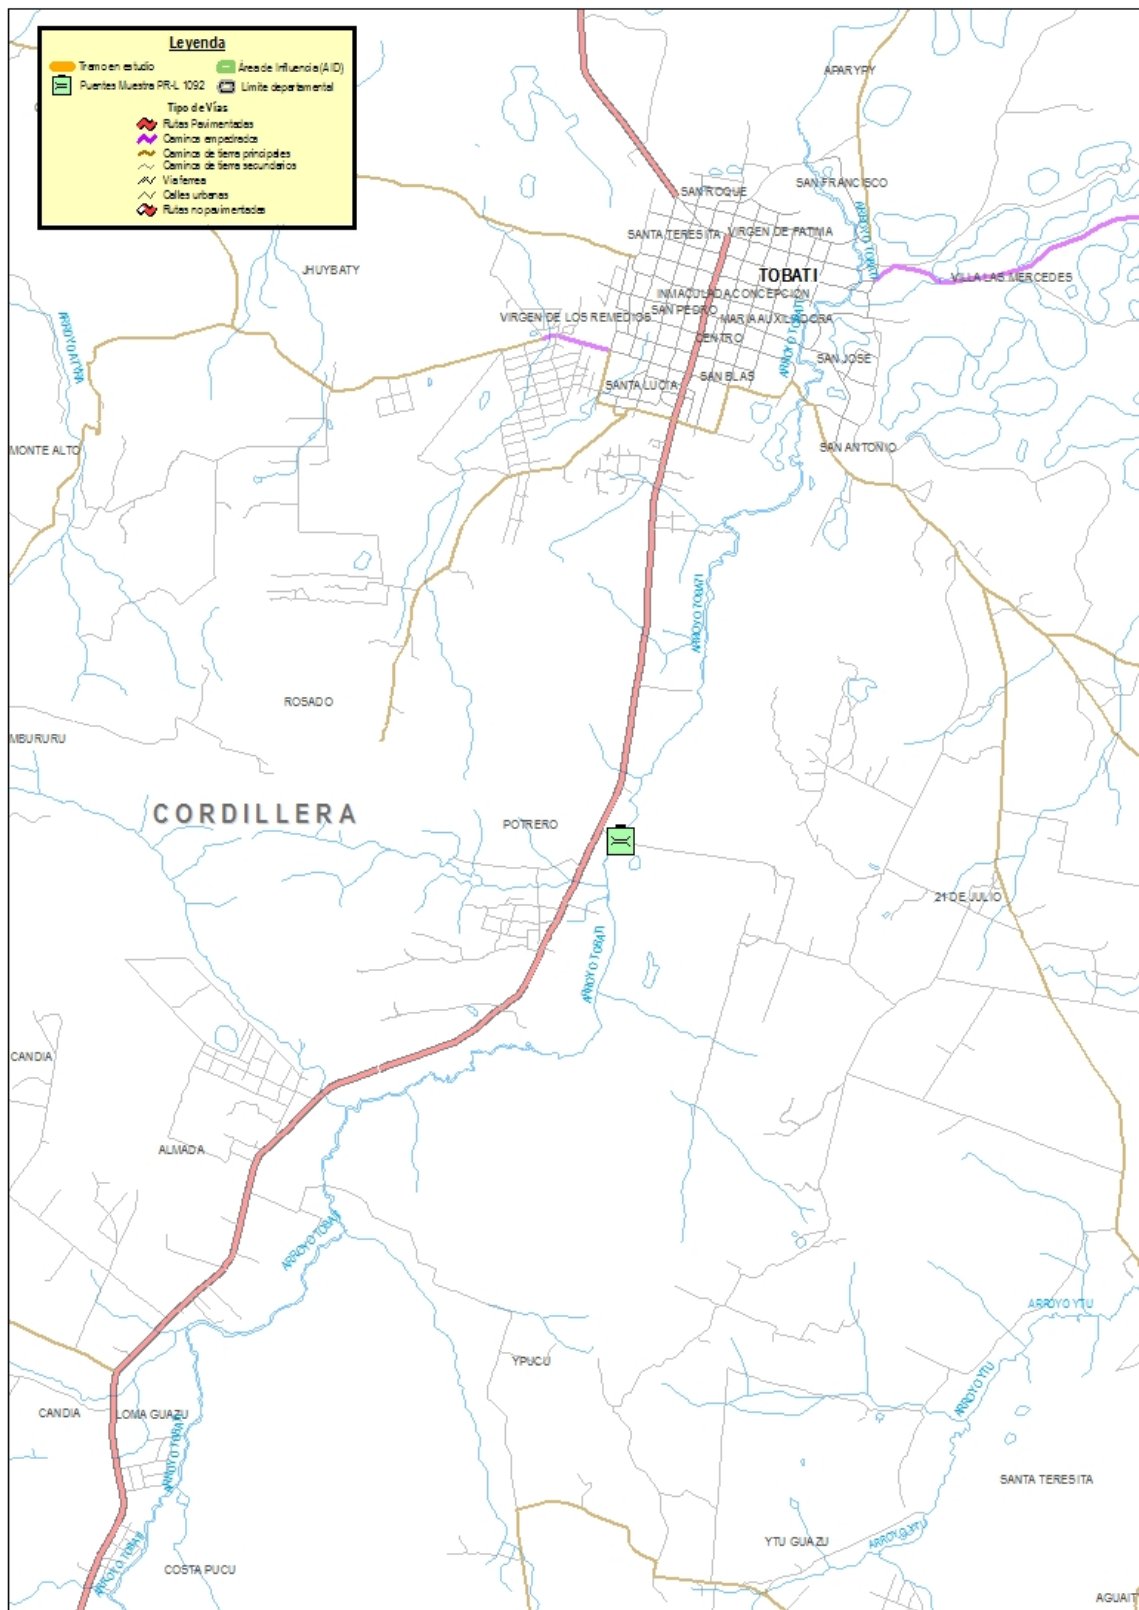 Leyenda
Tramo en estudio
Área de Influencia (AID)
Puentes Muestra PR-L 1092
Límite departamental
Tipo de Vías
Rutas Pavimentadas
Caminos empedrados
Caminos de tierra principales
Caminos de tierra secundarios
Vía ferrea
Calles urbanas
Rutas no pavimentadas
APARYPY
SAN ROQUE
SAN FRANCISCO
ARROYO TOBATI
SANTA TERESITA
VIRGEN DE FATIMA
JHUYBATY
TOBATI
VILLA LAS MERCEDES
INMACULADA CONCEPCIÓN
SAN PEDRO
VIRGEN DE LOS REMEDIOS
MARIA AUXILIADORA
ARROYO TOBATI
CENTRO
SAN JOSE
SAN BLAS
SANTA LUCIA
MONTE ALTO
SAN ANTONIO
ARROYO TOBATI
ROSADO
MBURURU
CORDILLERA
POTRERO
21 DE JULIO
ARROYO TOBATI
CANDIA
ALMADA
ARROYO TOBATI
ARROYO YTU
YPUCU
ARROYO YTU
CANDIA
LOMA GUAZU
ARROYO TOBATI
SANTA TERESITA
ARROYO YTU
YTU GUAZU
ARROYO TOBATI
COSTA PUCU
AGUAIT